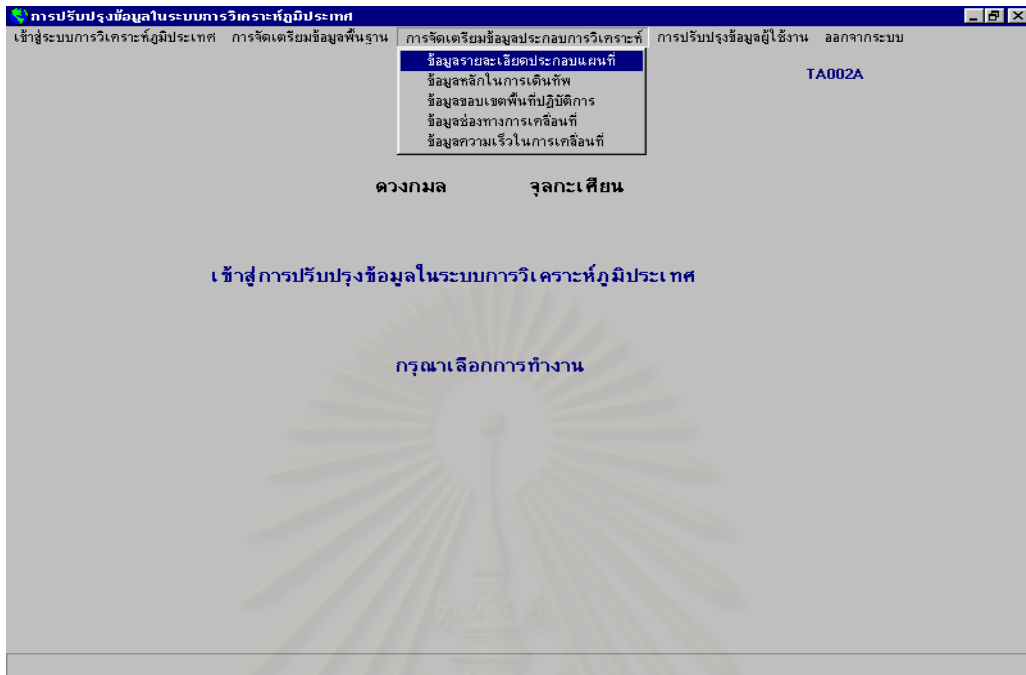 การปรับปรุงข้อมูลในระบบการวิเคราะห์ภูมิประเทศ
เข้าสู่ระบบการวิเคราะห์ภูมิประเทศ การจัดเตรียมข้อมูลพื้นฐาน การจัดเตรียมข้อมูลประกอบการวิเคราะห์ การปรับปรุงข้อมูลผู้ใช้งาน ออกจากระบบ
ข้อมูลรายละเอียดประกอบแผนที่
ข้อมูลหลักในการเดินทัพ
ข้อมูลขอบเขตพื้นที่ปฏิบัติการ
ข้อมูลช่องทางการเคลื่อนที่
ข้อมูลความเร็วในการเคลื่อนที่
TA002A
ดวงกมล จุลกะเศียน
เข้าสู่การปรับปรุงข้อมูลในระบบการวิเคราะห์ภูมิประเทศ
กรุณาเลือกการทำงาน